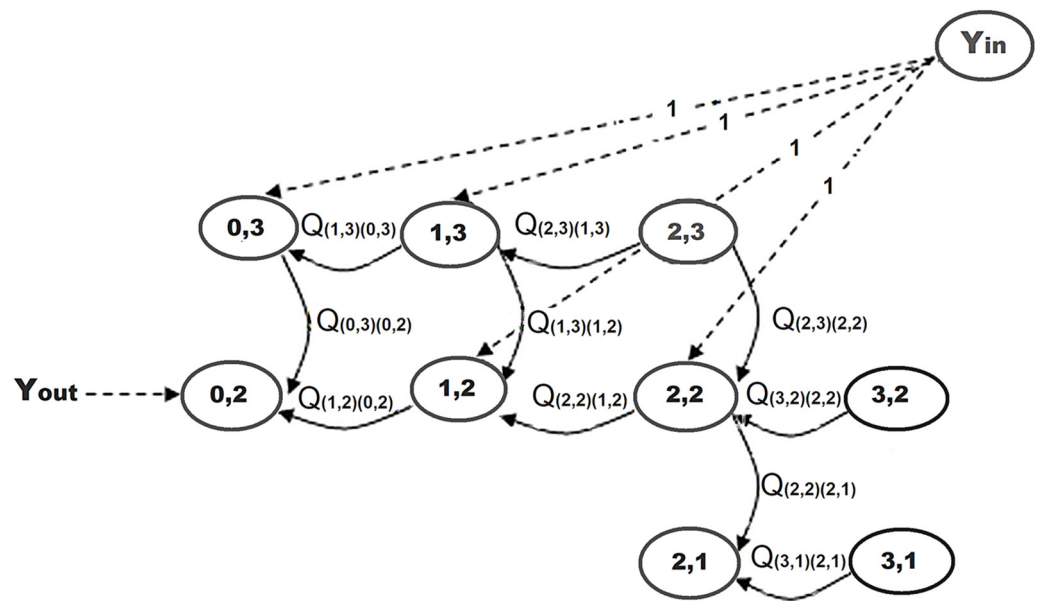 Yin
1
1
1
1
0,3
Q(1,3)(0,3)
1,3
Q(2,3)(1,3)
2,3
Q(0,3)(0,2)
Q(1,3)(1,2)
Q(2,3)(2,2)
Yout
0,2
Q(1,2)(0,2)
1,2
Q(2,2)(1,2)
2,2
Q(3,2)(2,2)
3,2
Q(2,2)(2,1)
2,1
Q(3,1)(2,1)
3,1